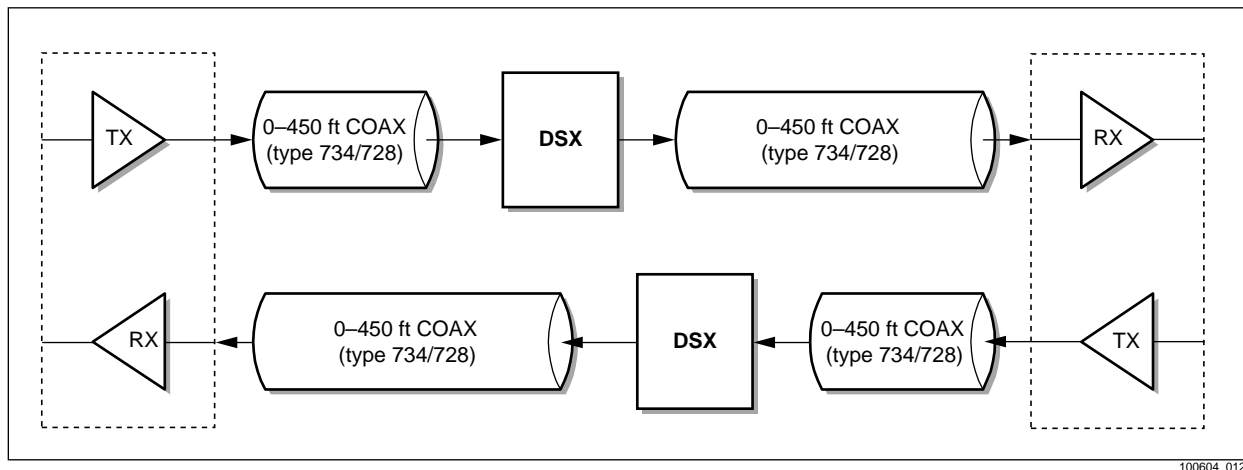 TX
0–450 ft COAX
(type 734/728)
DSX
0–450 ft COAX
(type 734/728)
RX
RX
0–450 ft COAX
(type 734/728)
DSX
0–450 ft COAX
(type 734/728)
TX
100604_012